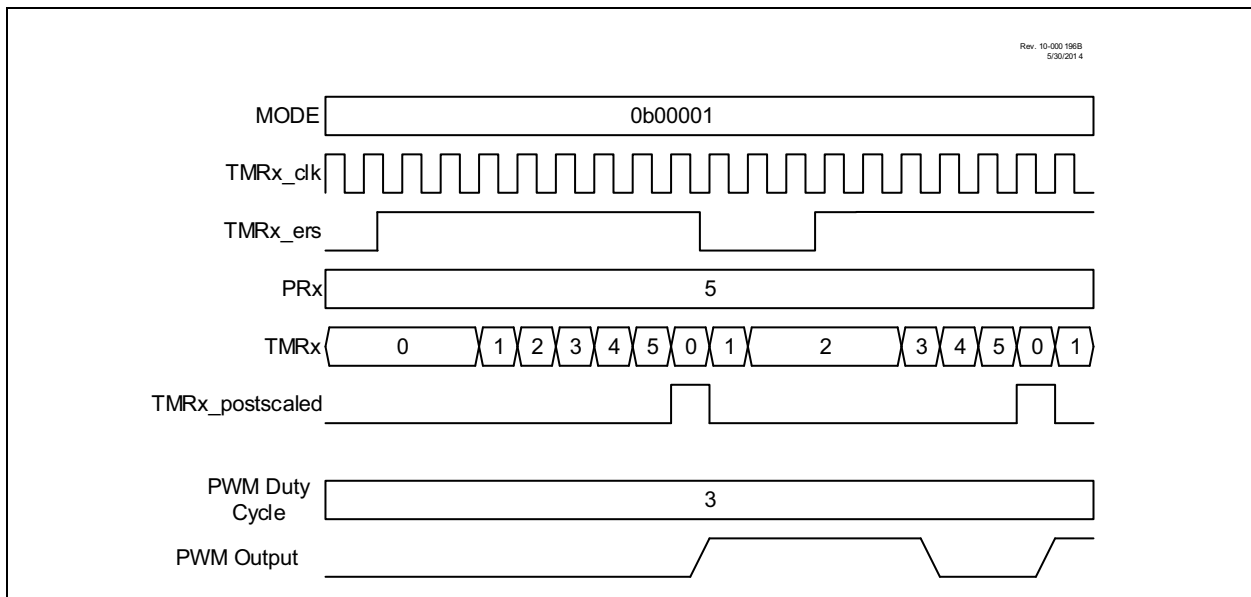 Rev. 10-000 196B
5/30/201 4
MODE
0b00001
TMRx_clk
TMRx_ers
PRx
5
TMRx
0 1 2 3 4 5 0 1 2 3 4 5 0 1
TMRx_postscaled
PWM Duty
Cycle
3
PWM Output